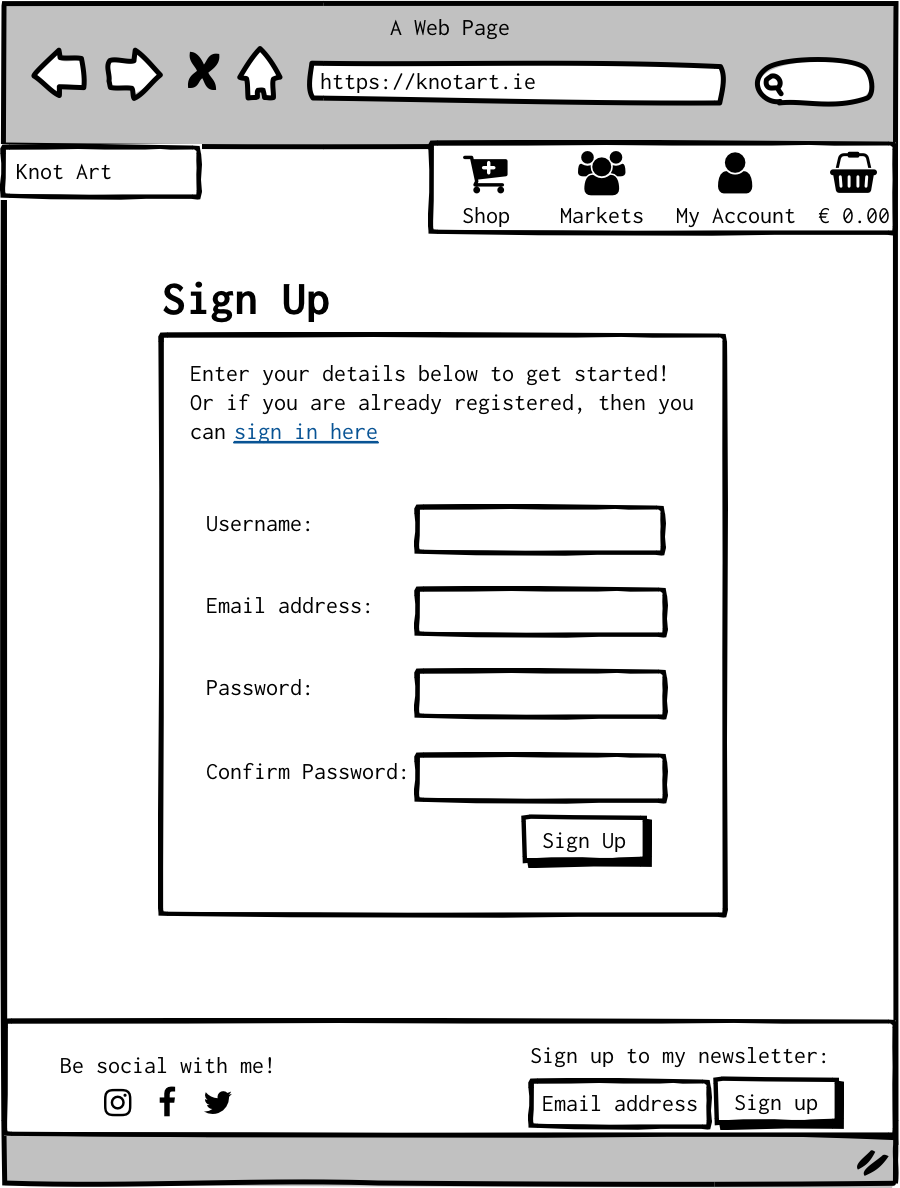 A Web Page
https://knotart.ie
Knot Art
Shop
Markets
My Account
€ 0.00
Sign Up
Enter your details below to get started!
Or if you are already registered, then you
can sign in here
Username:
Email address:
Password:
Confirm Password:
Sign Up
Be social with me!
Sign up to my newsletter:
Email address
Sign up